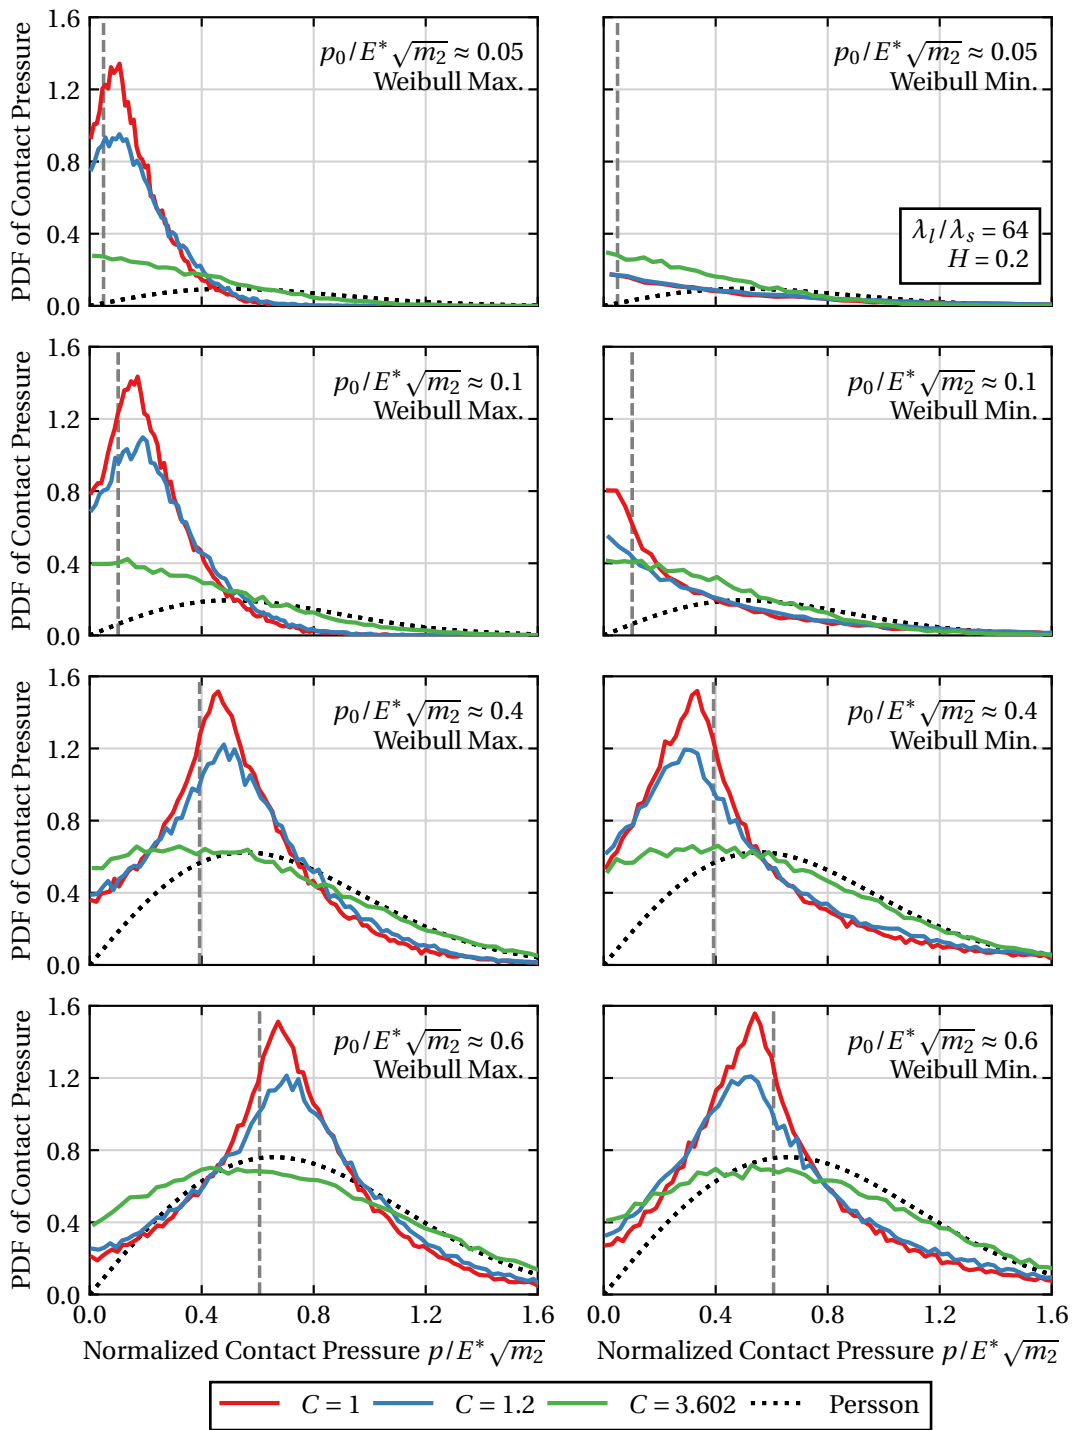 1.6
1.2
0.8
0.4
0.0
PDF of Contact Pressure
p₀/E* √m₂ ≈ 0.05
Weibull Max.
p₀/E* √m₂ ≈ 0.05
Weibull Min.
λₗ/λₛ = 64
H = 0.2
1.6
1.2
0.8
0.4
0.0
PDF of Contact Pressure
p₀/E* √m₂ ≈ 0.1
Weibull Max.
p₀/E* √m₂ ≈ 0.1
Weibull Min.
1.6
1.2
0.8
0.4
0.0
PDF of Contact Pressure
p₀/E* √m₂ ≈ 0.4
Weibull Max.
p₀/E* √m₂ ≈ 0.4
Weibull Min.
1.6
1.2
0.8
0.4
0.0
PDF of Contact Pressure
p₀/E* √m₂ ≈ 0.6
Weibull Max.
p₀/E* √m₂ ≈ 0.6
Weibull Min.
0.0 0.4 0.8 1.2 1.6
0.0 0.4 0.8 1.2 1.6
Normalized Contact Pressure p/E* √m₂
Normalized Contact Pressure p/E* √m₂
C = 1 C = 1.2 C = 3.602 Persson